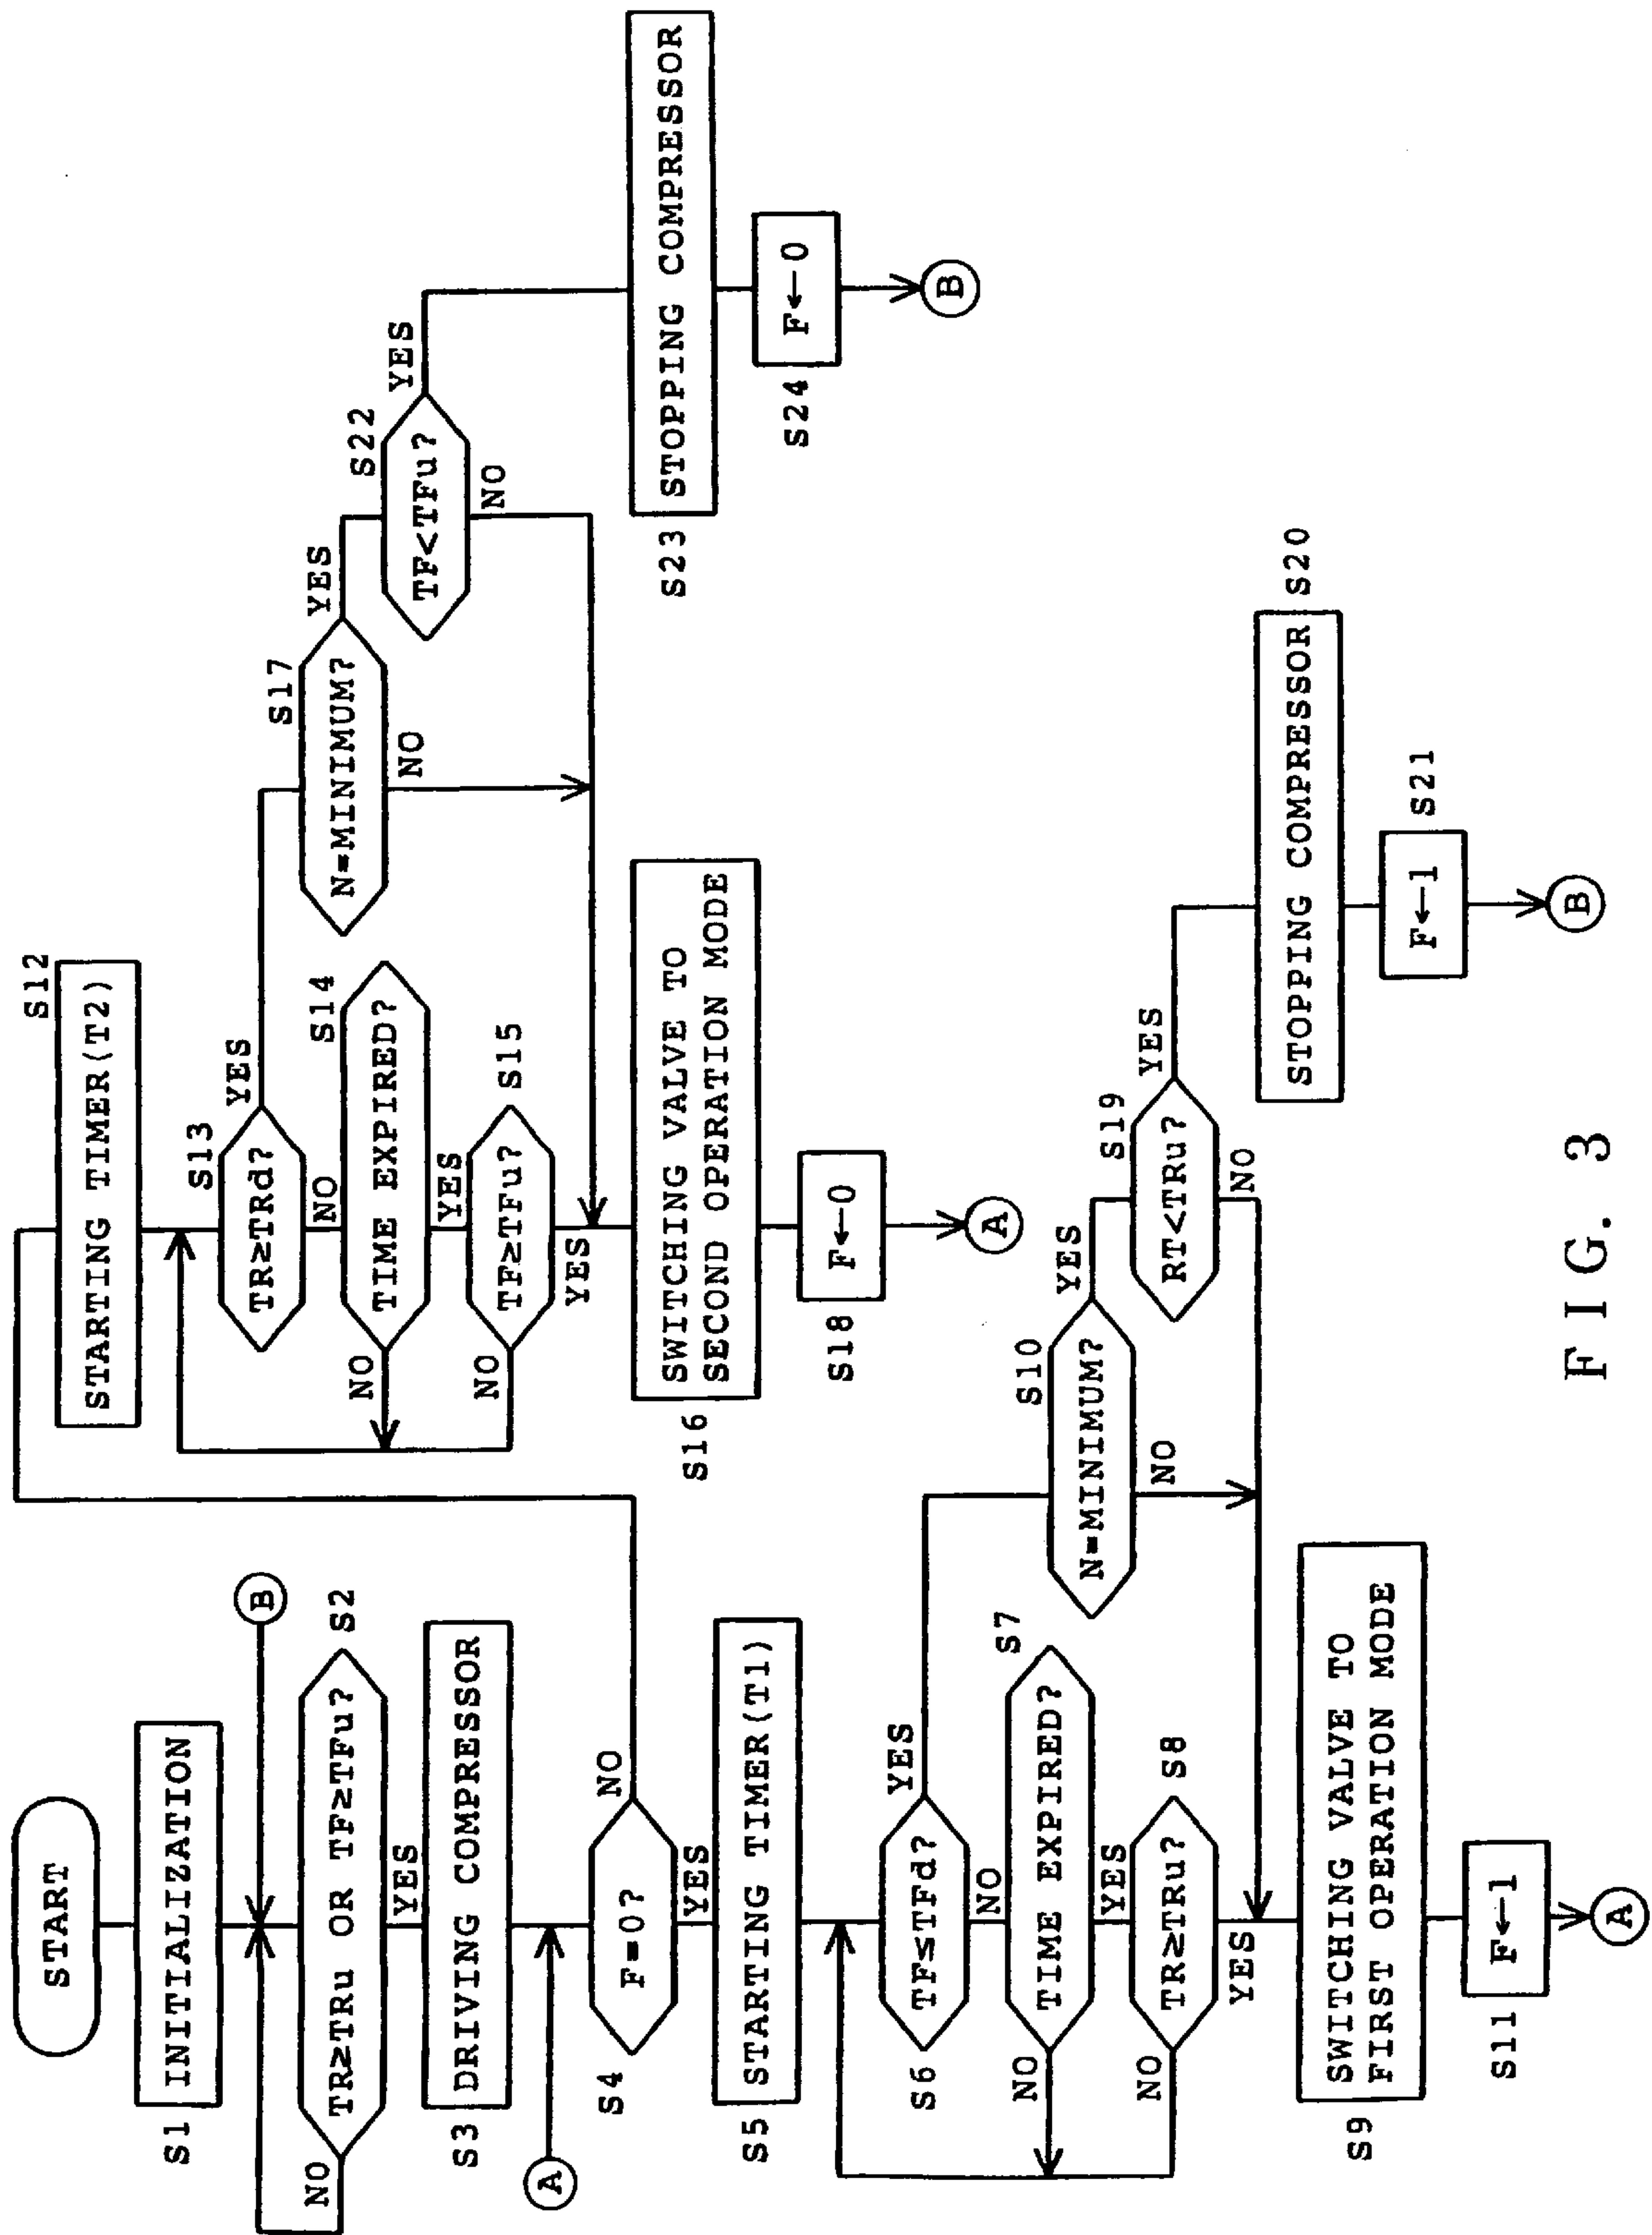 START
S1
INITIALIZATION
B
TR≥TRu OR TF≥TFu?
S2
NO
YES
S3
DRIVING COMPRESSOR
A
S4
F=0?
NO
YES
S5
STARTING TIMER(T1)
S6
TF≤TFd?
YES
NO
S7
TIME EXPIRED?
NO
YES
TR≥TRu?
S8
NO
YES
S10
N=MINIMUM?
YES
NO
S19
RT<TRu?
YES
NO
STOPPING COMPRESSOR
S20
F←1
S21
B
S9
SWITCHING VALVE TO
FIRST OPERATION MODE
S11
F←1
A
S12
STARTING TIMER(T2)
S13
TR≥TRd?
YES
NO
S14
TIME EXPIRED?
NO
YES
TF≥TFu?
S15
NO
YES
S17
N=MINIMUM?
YES
NO
S22
TF<TFu?
YES
NO
S23
STOPPING COMPRESSOR
S24
F←0
B
S16
SWITCHING VALVE TO
SECOND OPERATION MODE
S18
F←0
A
FIG. 3